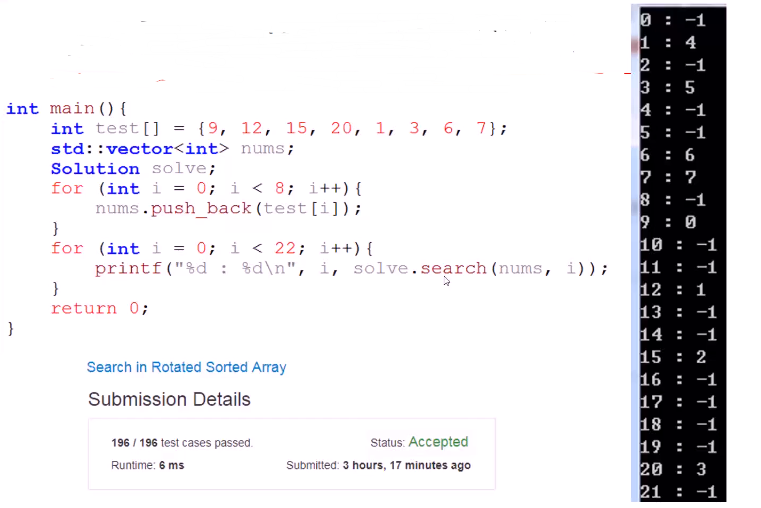 int main(){
int test[] = {9, 12, 15, 20, 1, 3, 6, 7};
std::vector<int> nums;
Solution solve;
for (int i = 0; i < 8; i++){
nums.push_back(test[i]);
}
for (int i = 0; i < 22; i++){
printf("%d : %d\n", i, solve.search(nums, i));
}
return 0;
}
Search in Rotated Sorted Array
Submission Details
196 / 196 test cases passed.
Status: Accepted
Runtime: 6 ms
Submitted: 3 hours, 17 minutes ago
0 : -1
1 : 4
2 : -1
3 : 5
4 : -1
5 : -1
6 : 6
7 : 7
8 : -1
9 : 0
10 : -1
11 : -1
12 : 1
13 : -1
14 : -1
15 : 2
16 : -1
17 : -1
18 : -1
19 : -1
20 : 3
21 : -1